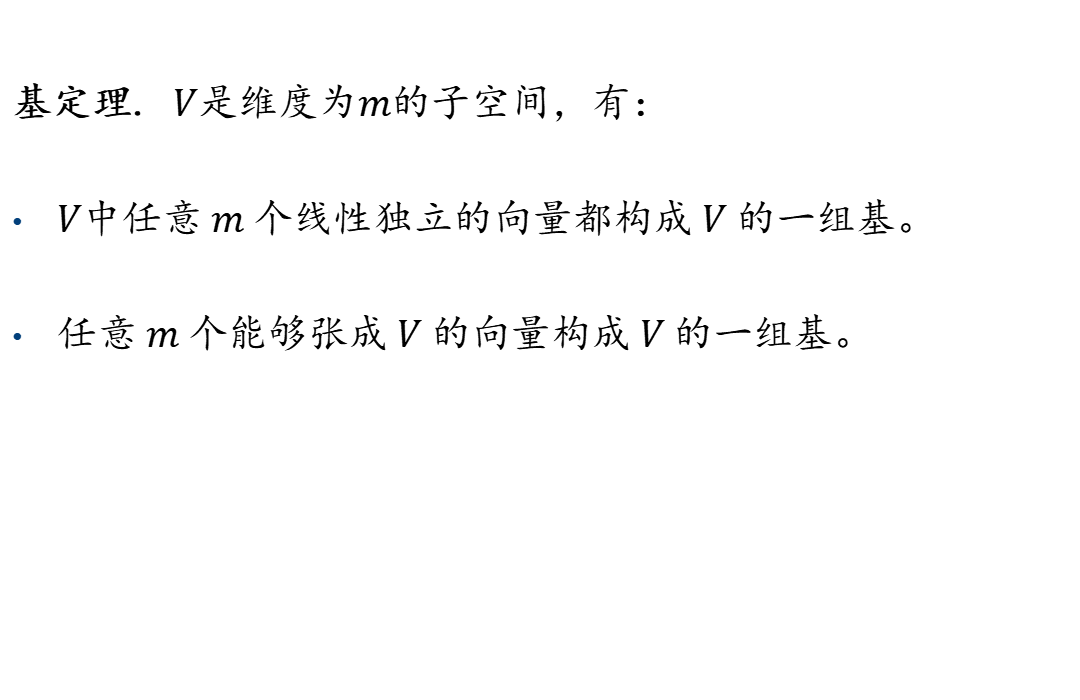 基定理. V是维度为m的子空间，有：
• V中任意 m 个线性独立的向量都构成 V 的一组基。
• 任意 m 个能够张成 V 的向量构成 V 的一组基。